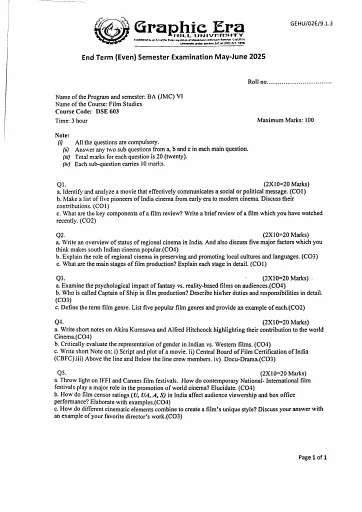 GEHU/02E/9.1.3
Graphic Era
HILL UNIVERSITY
End Term (Even) Semester Examination May-June 2025
Roll no................................
Name of the Program and semester: BA (JMC) VI
Name of the Course: Film Studies
Course Code: DSE 603
Time: 3 hour Maximum Marks: 100
Note:
(i) All the questions are compulsory.
(ii) Answer any two sub questions from a, b and c in each main question.
(iii) Total marks for each question is 20 (twenty).
(iv) Each sub-question carries 10 marks.
Q1. (2X10=20 Marks)
a. Identify and analyze a movie that effectively communicates a social or political message. (CO1)
b. Make a list of five pioneers of Indian cinema from early era to modern cinema. Discuss their
contributions. (CO1)
c. What are the key components of a film review? Write a brief review of a film which you have watched
recently. (CO2)
Q2. (2X10=20 Marks)
a. Write an overview of status of regional cinema in India. And also discuss five major factors which you
think makes south Indian cinema popular.(CO4)
b. Explain the role of regional cinema in preserving and promoting local cultures and languages. (CO3)
c. What are the main stages of film production? Explain each stage in detail. (CO1)
Q3. (2X10=20 Marks)
a. Examine the psychological impact of fantasy vs. reality-based films on audiences.(CO4)
b. Who is called Captain of Ship in film production? Describe his/her duties and responsibilities in detail.
(CO3)
c. Define the term film genre. List five popular film genres and provide an example of each.(CO2)
Q4. (2X10=20 Marks)
a. Write short notes on Akira Kurosawa and Alfred Hitchcock highlighting their contribution to the world
Cinema.(CO4)
b. Critically evaluate the representation of gender in Indian vs. Western films. (CO4)
c. Write short Note on: i) Script and plot of a movie. ii) Central Board of Film Certification of India
(CBFC).iii) Above the line and Below the line crew members. iv) Docu-Drama.(CO3)
Q5. (2X10=20 Marks)
a. Throw light on IFFI and Cannes film festivals. How do contemporary National- International film
festivals play a major role in the promotion of world cinema? Elucidate. (CO4)
b. How do film censor ratings (U, UA, A, S) in India affect audience viewership and box office
performance? Elaborate with examples.(CO4)
c. How do different cinematic elements combine to create a film's unique style? Discuss your answer with
an example of your favorite director's work.(CO3)
Page 1 of 1